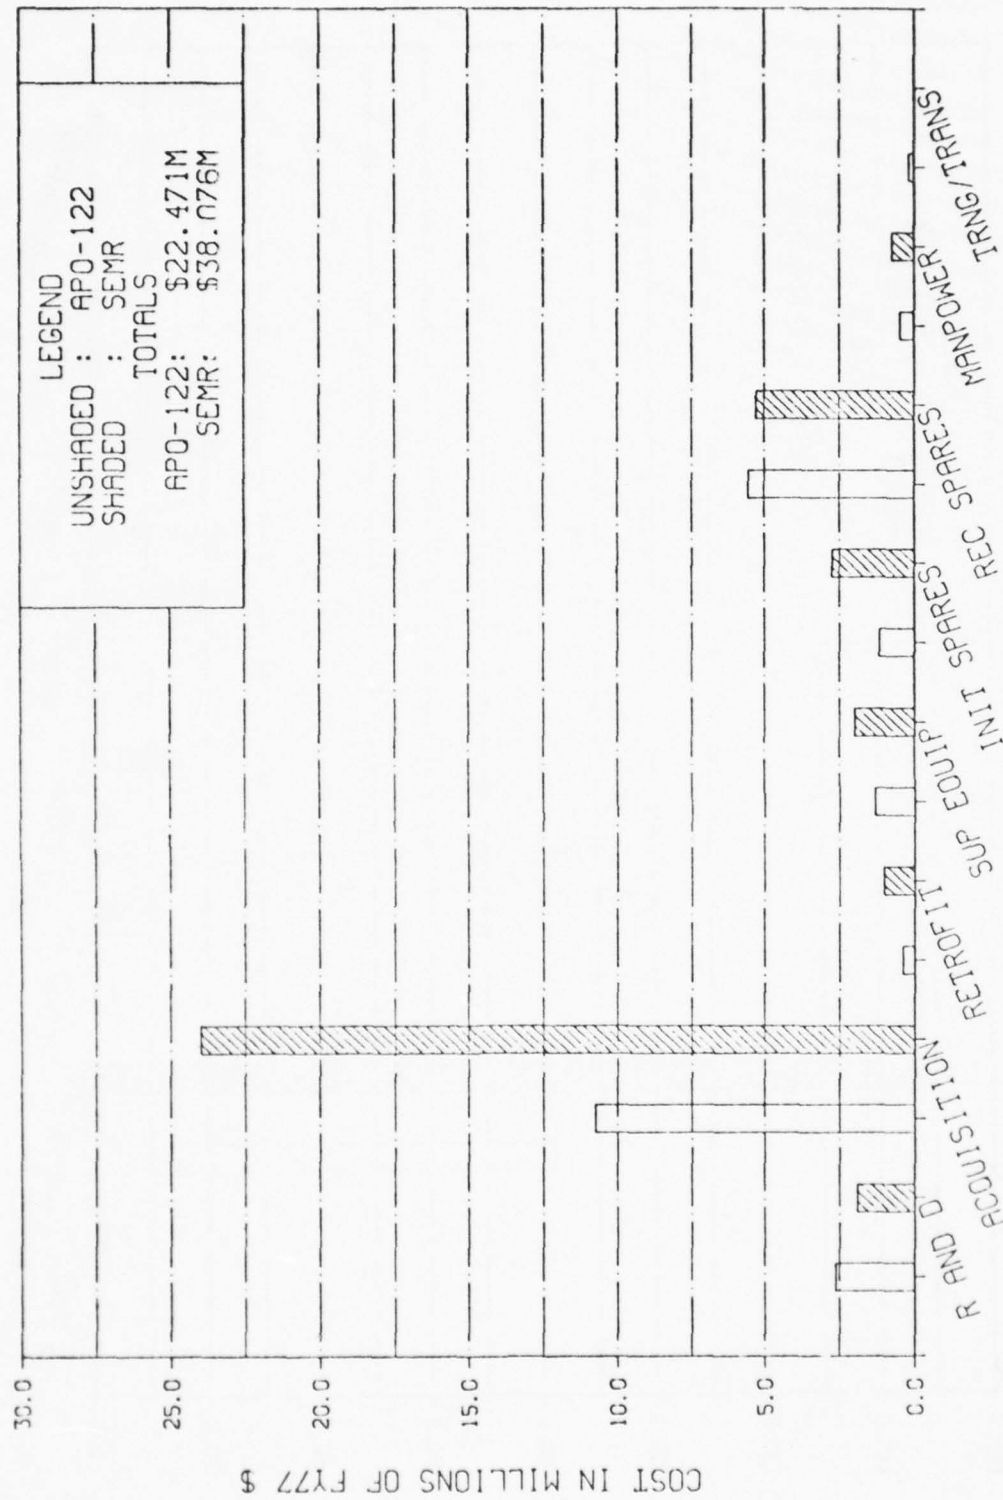 COST IN MILLIONS OF FY77 $
30.0
25.0
20.0
15.0
10.0
5.0
0.0
LEGEND
UNSHADED : APO-122
SHADED : SEMR
TOTALS
APO-122: $22.471M
SEMR: $38.076M
R AND D
ACQUISITION
RETROFIT
SUP EQUIP
INIT SPARES
REC SPARES
MANPOWER
TRNG/TRANS